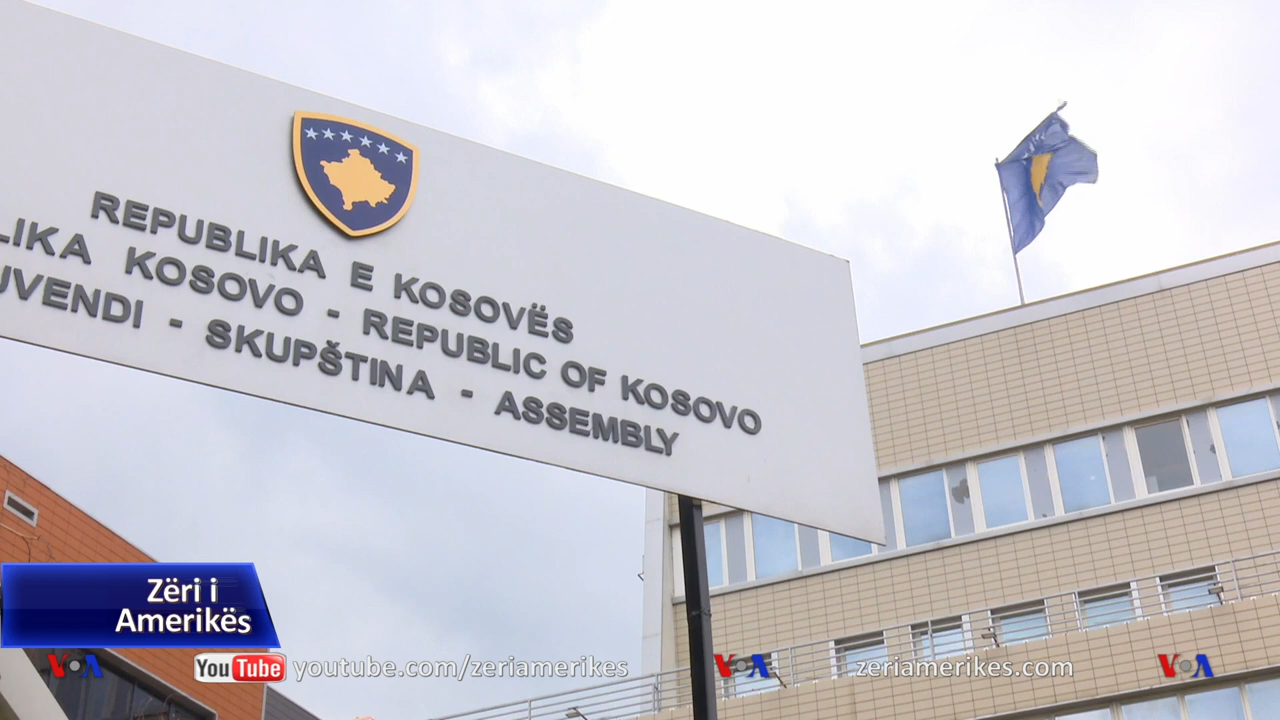 REPUBLIKA E KOSOVËS
LIKA KOSOVO - REPUBLIC OF KOSOVO
UVENDI - SKUPŠTINA - ASSEMBLY
Zëri i
Amerikës
VOA YouTube youtube.com/zeriamerikes VOA zeriamerikes.com VOA